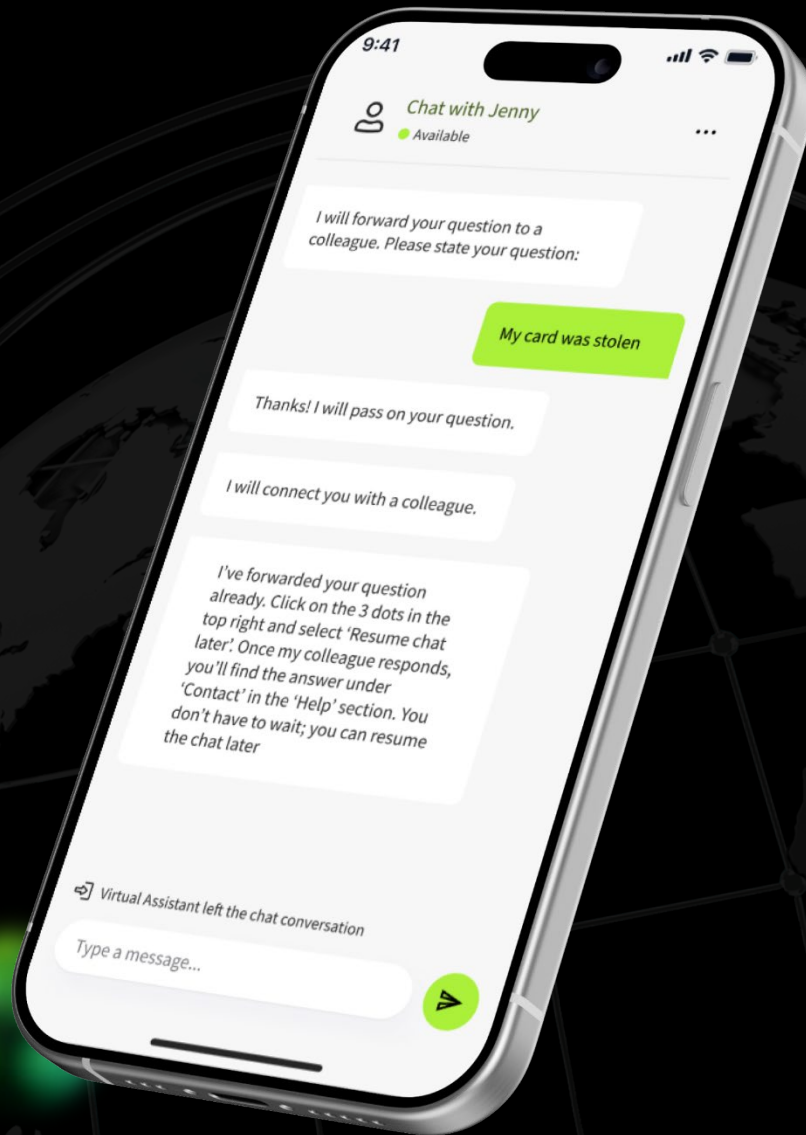 9:41
Chat with Jenny
Available
I will forward your question to a
colleague. Please state your question:
My card was stolen
Thanks! I will pass on your question.
I will connect you with a colleague.
I’ve forwarded your question
already. Click on the 3 dots in the
top right and select ‘Resume chat
later’. Once my colleague responds,
you’ll find the answer under
‘Contact’ in the ‘Help’ section. You
don’t have to wait; you can resume
the chat later
Virtual Assistant left the chat conversation
Type a message...